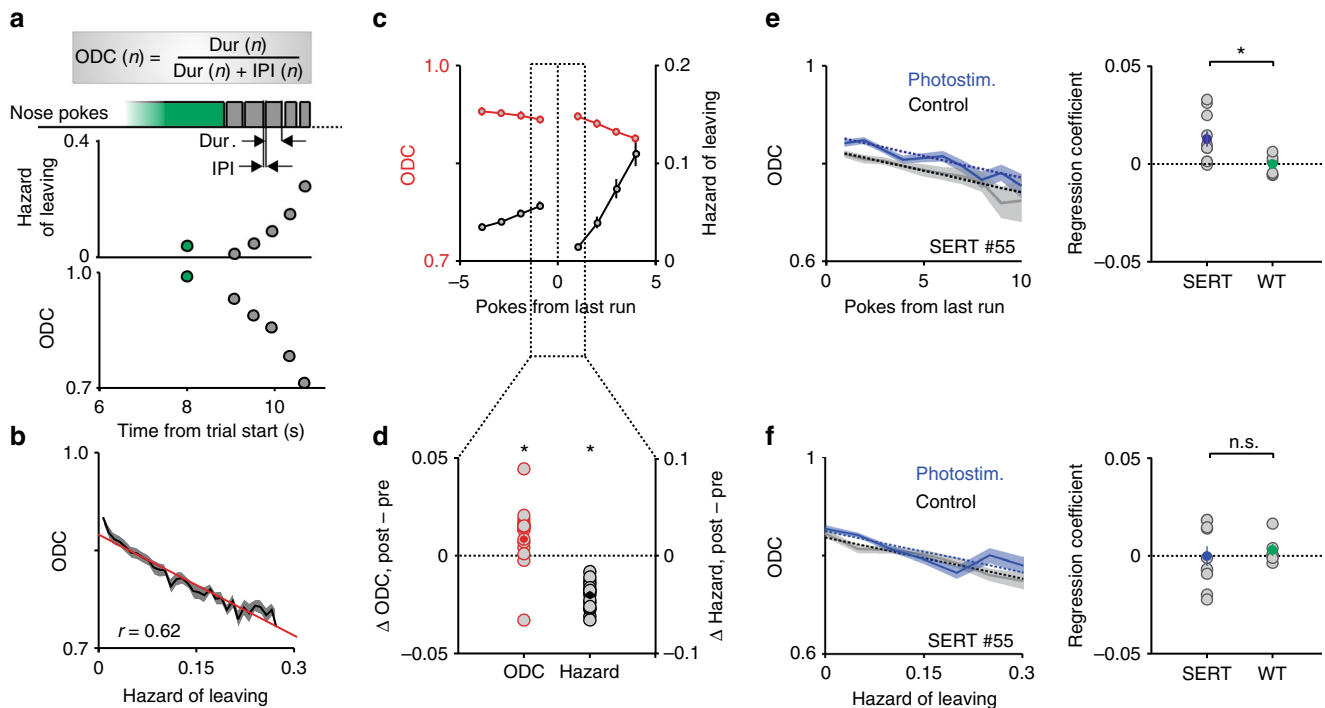 a
ODC (n) = Dur (n) / Dur (n) + IPI (n)
Nose pokes
Dur.
IPI
0.4
Hazard
of leaving
0
1.0
ODC
0.7
6 8 10
Time from trial start (s)
b
1.0
ODC
0.7
r = 0.62
0 0.15 0.3
Hazard of leaving
c
1.0
ODC
0.7
0.2
0.1
0
Hazard of leaving
−5 0 5
Pokes from last run
d
* *
0.05
0
−0.05
Δ ODC, post – pre
0.1
0
−0.1
Δ Hazard, post – pre
ODC Hazard
e
1
ODC
0.6
Photostim.
Control
SERT #55
0 5 10
Pokes from last run
*
0.05
0
−0.05
Regression coefficient
SERT WT
f
1
ODC
0.6
Photostim.
Control
SERT #55
0 0.15 0.3
Hazard of leaving
n.s.
0.05
0
−0.05
Regression coefficient
SERT WT